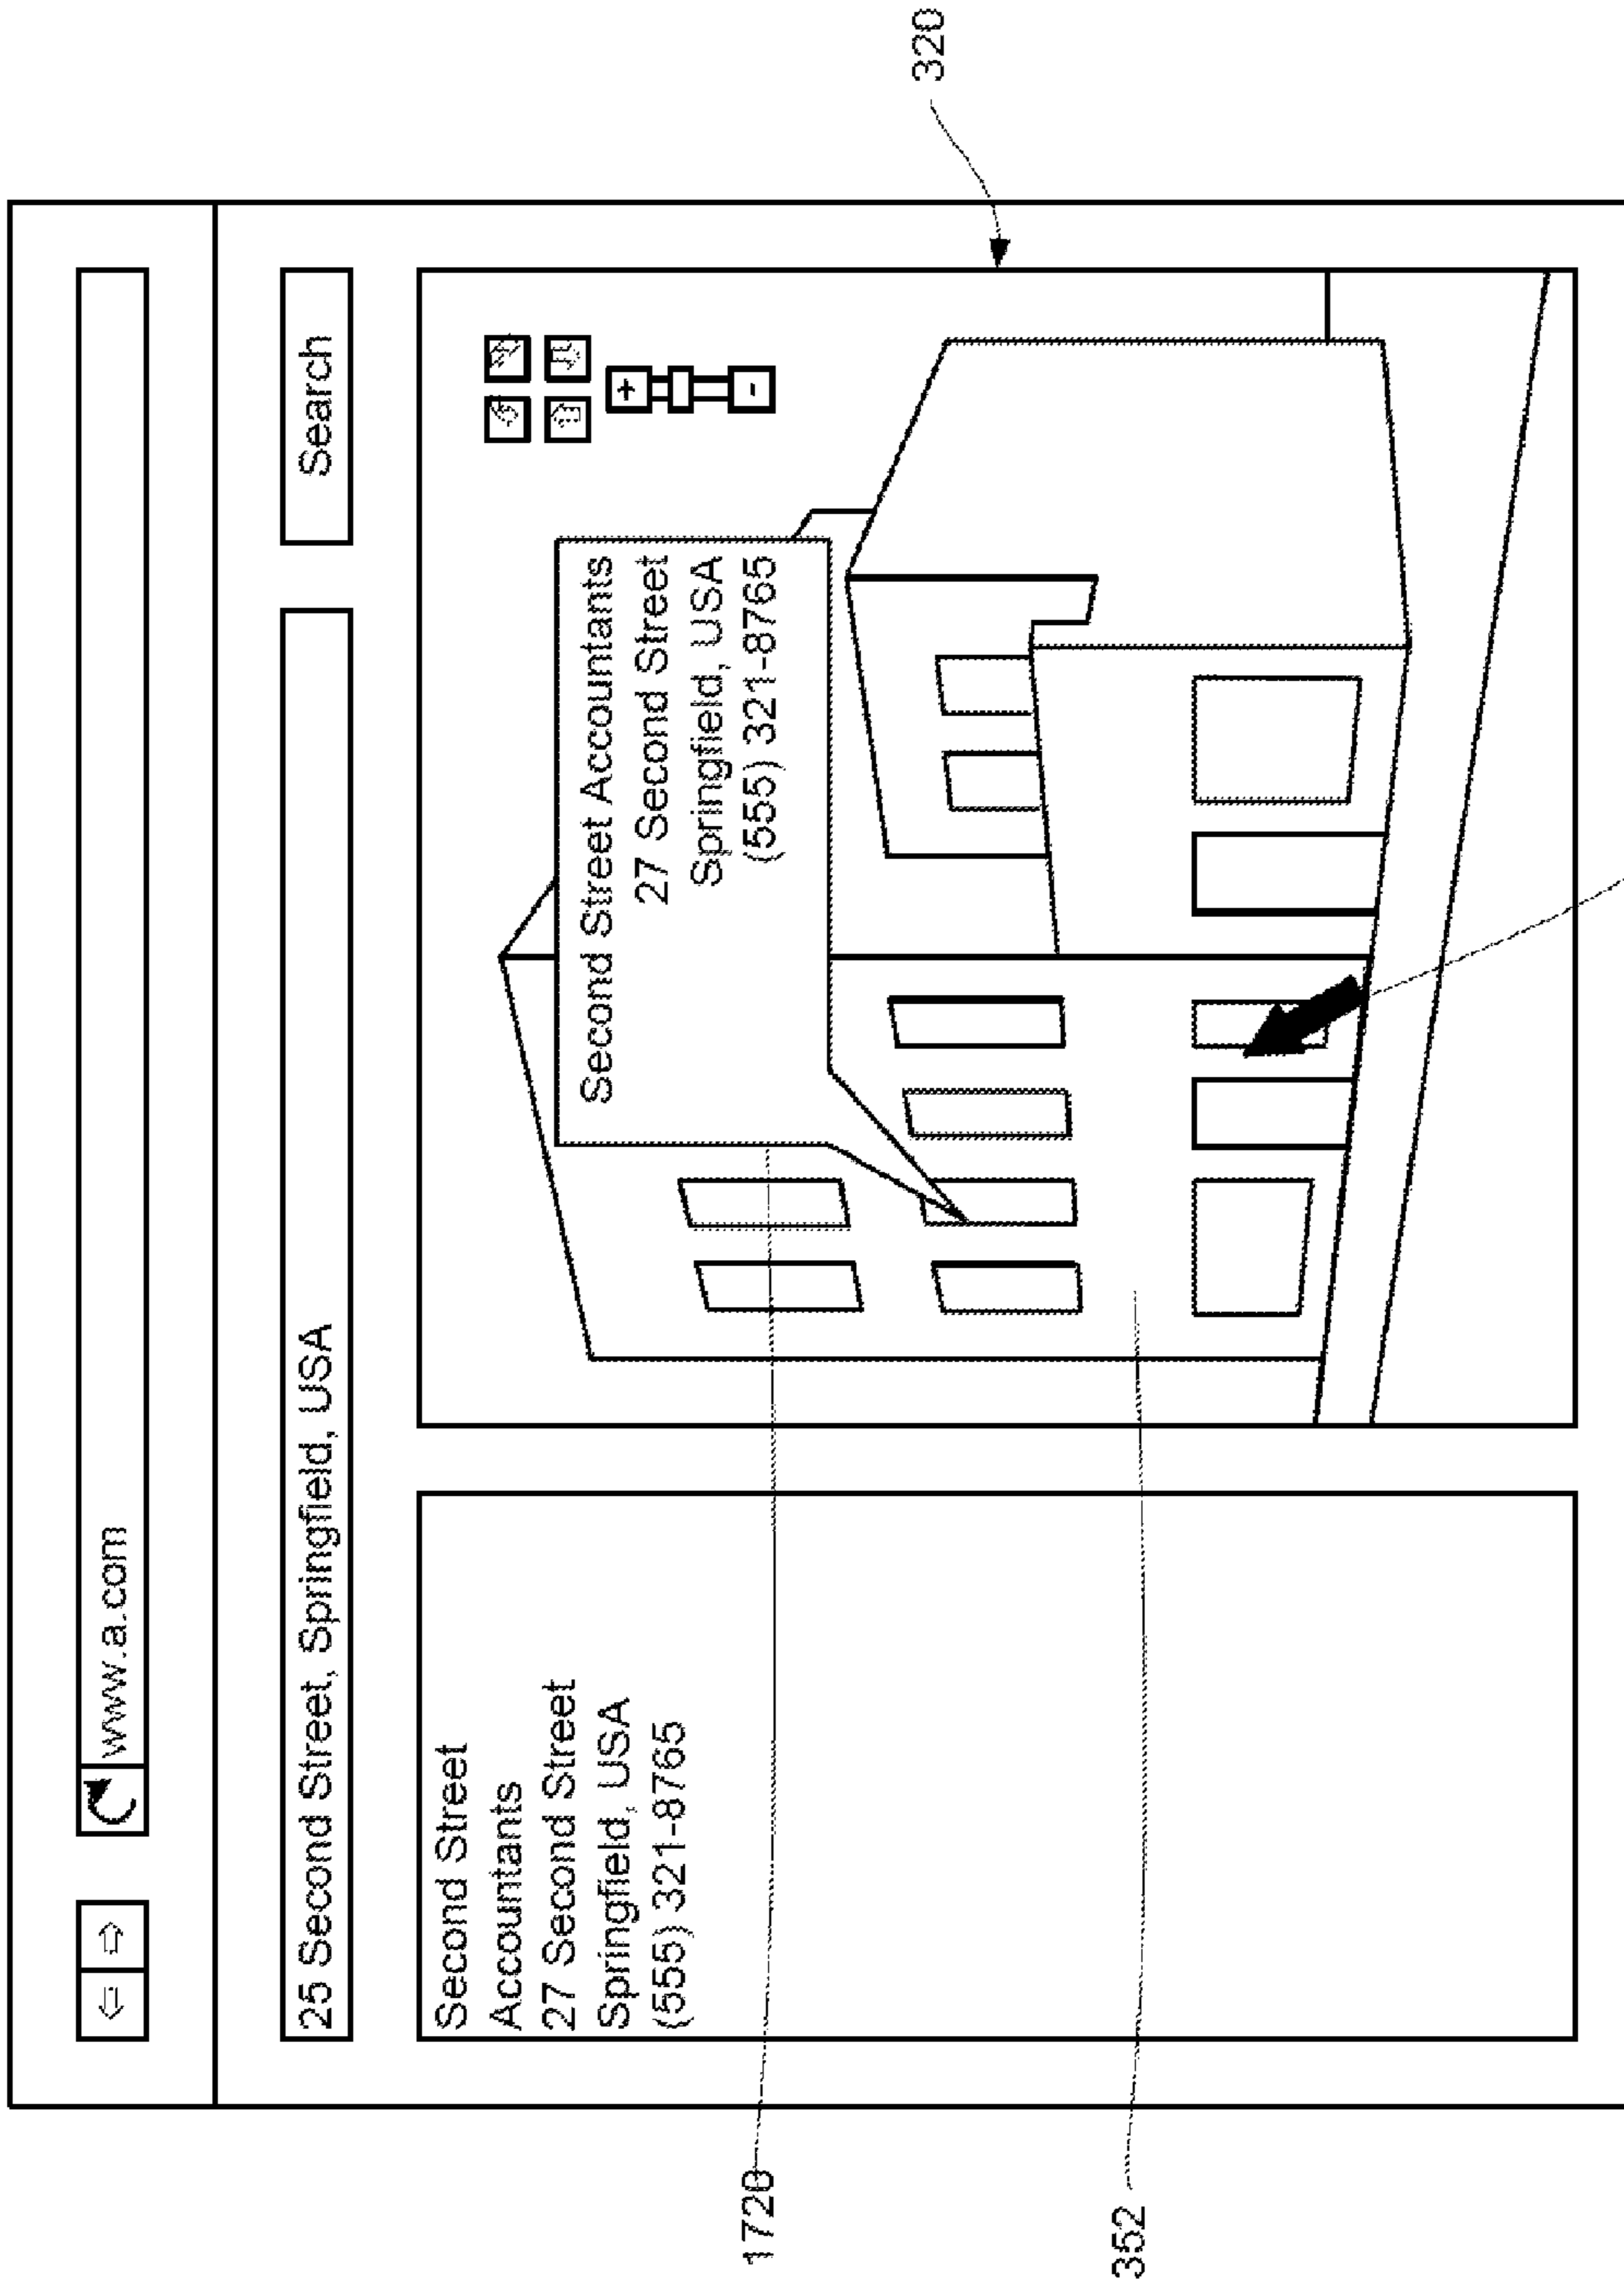 www.a.com
25 Second Street, Springfield, USA
Search
Second Street
Accountants
27 Second Street
Springfield, USA
(555) 321-8765
+
-
Second Street Accountants
27 Second Street
Springfield, USA
(555) 321-8765
1720
352
320